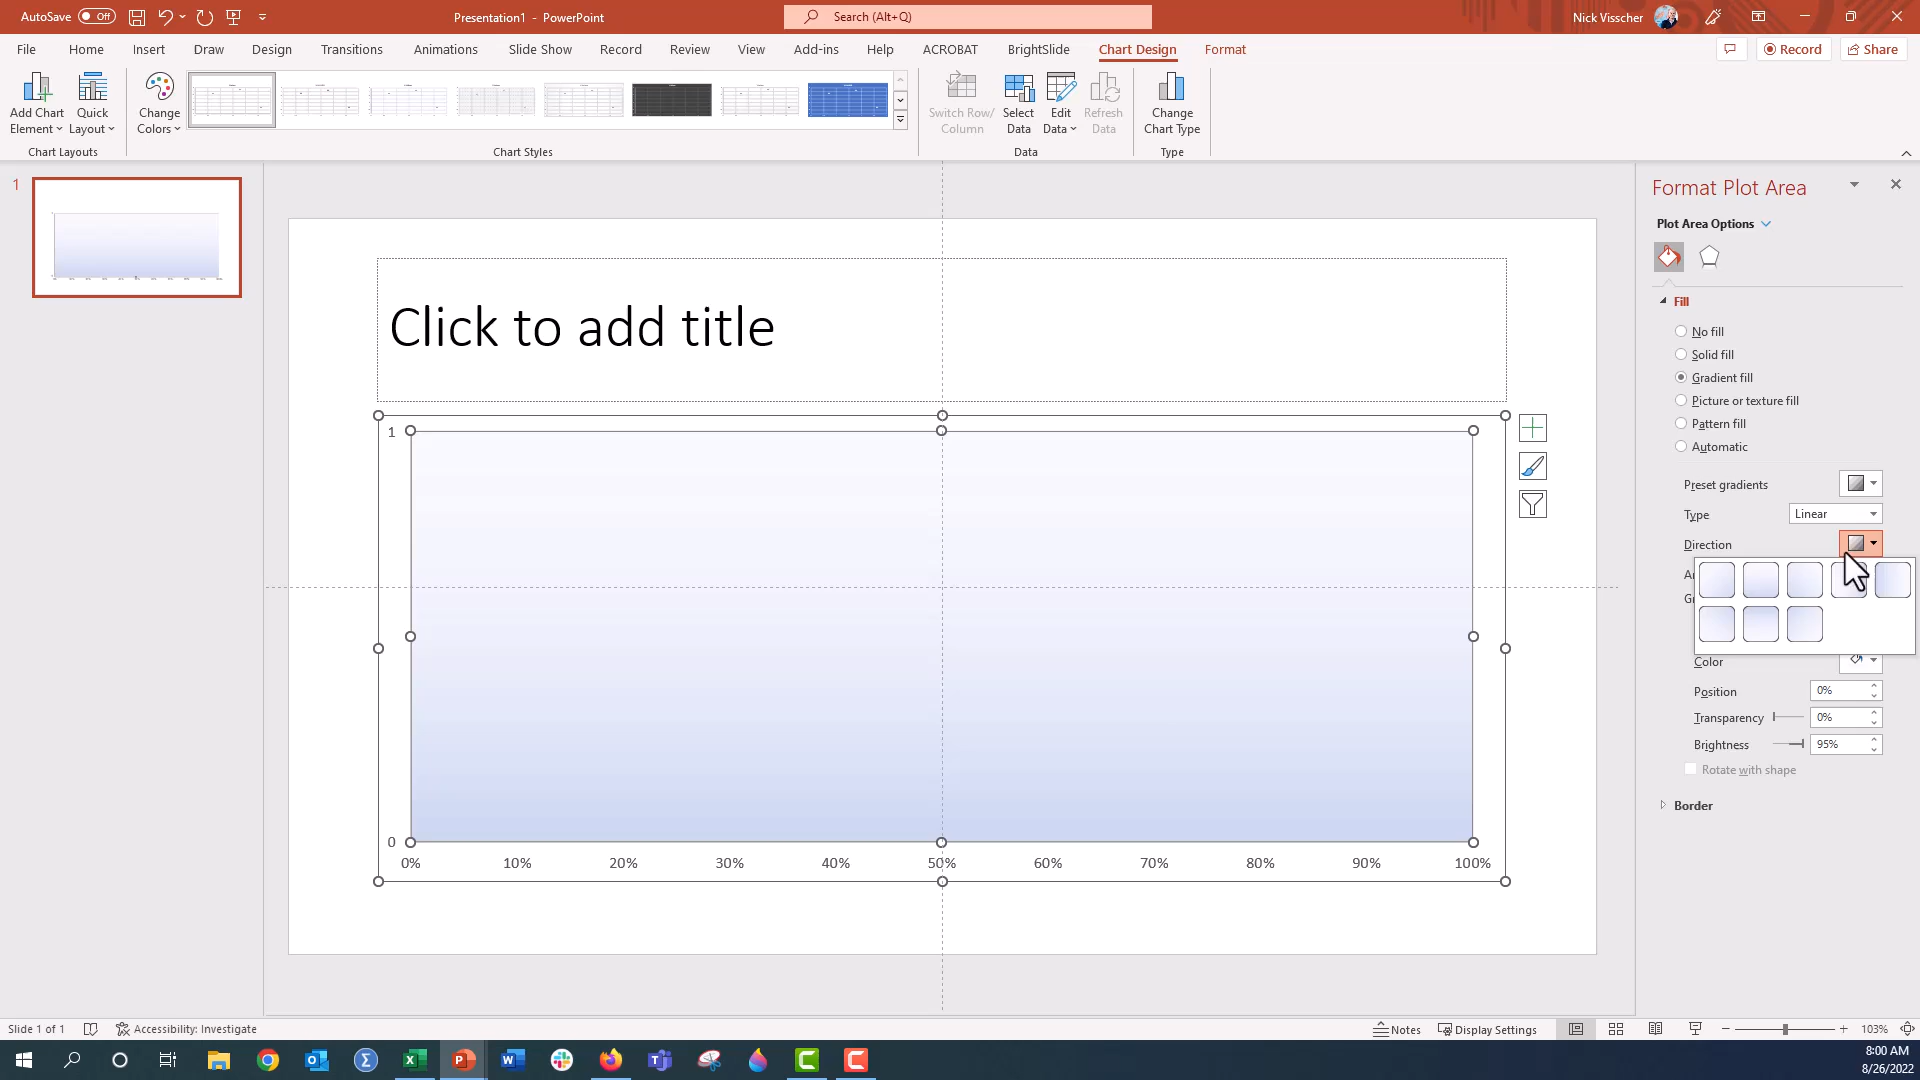 AutoSave Off
Presentation1 - PowerPoint
Search (Alt+Q)
Nick Visscher
File Home Insert Draw Design Transitions Animations Slide Show Record Review View Add-ins Help ACROBAT BrightSlide Chart Design Format
Record Share
Add Chart Element
Quick Layout
Change Colors
Switch Row/ Column
Select Data
Edit Data
Refresh Data
Change Chart Type
Chart Layouts
Chart Styles
Data
Type
1
Click to add title
1
0
0% 10% 20% 30% 40% 50% 60% 70% 80% 90% 100%
Format Plot Area
Plot Area Options
Fill
No fill
Solid fill
Gradient fill
Picture or texture fill
Pattern fill
Automatic
Preset gradients
Type Linear
Direction
Color
Position 0%
Transparency 0%
Brightness 95%
Rotate with shape
Border
Slide 1 of 1
Accessibility: Investigate
Notes
Display Settings
103%
8:00 AM
8/26/2022